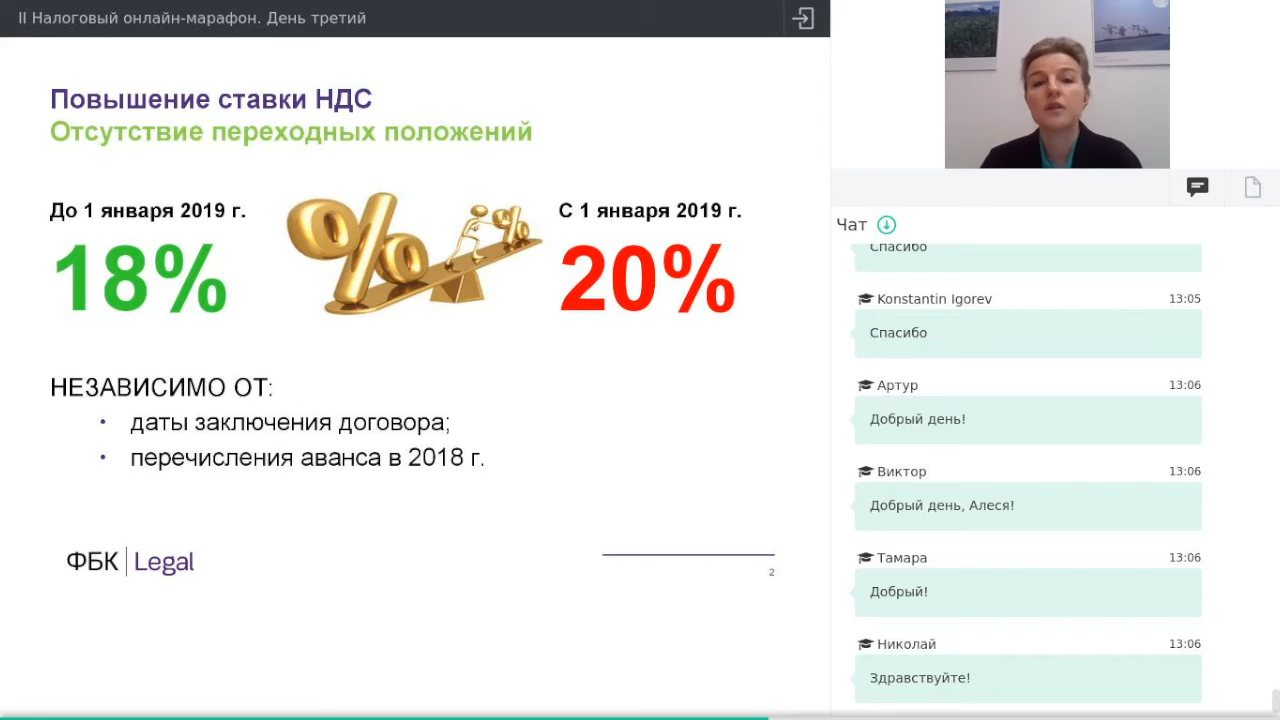 II Налоговый онлайн-марафон. День третий
Повышение ставки НДС
Отсутствие переходных положений
До 1 января 2019 г.
18%
%
%
С 1 января 2019 г.
20%
НЕЗАВИСИМО ОТ:
• даты заключения договора;
• перечисления аванса в 2018 г.
ФБК | Legal
2
Чат
Спасибо
Konstantin Igorev 13:05
Спасибо
Артур 13:06
Добрый день!
Виктор 13:06
Добрый день, Алеся!
Тамара 13:06
Добрый!
Николай 13:06
Здравствуйте!